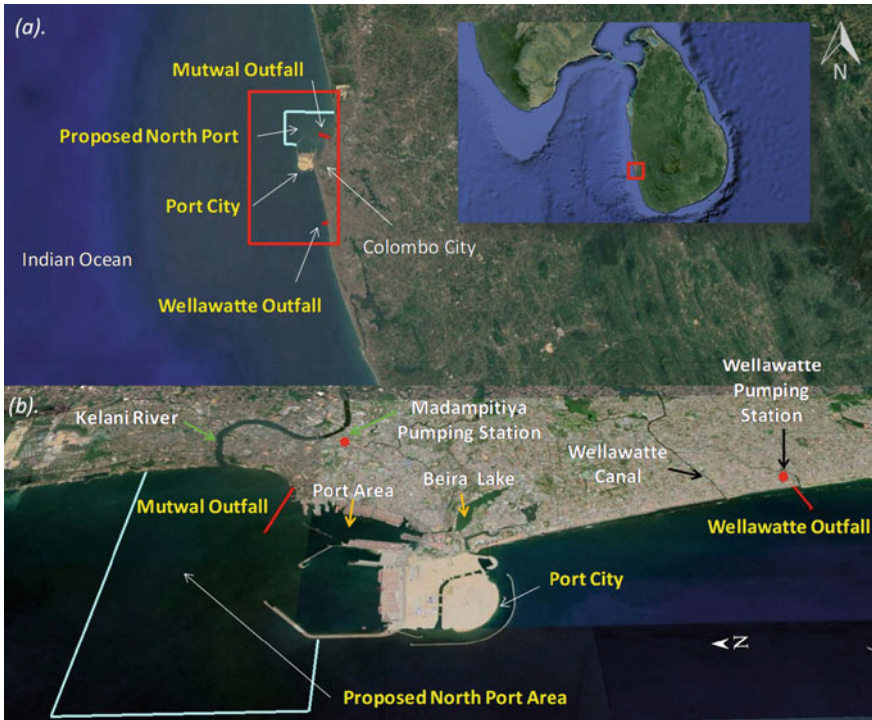 (a).
Mutwal Outfall
Proposed North Port
Port City
Colombo City
Indian Ocean
Wellawatte Outfall
N
(b).
Kelani River
Madampitiya
Pumping Station
Wellawatte
Pumping
Station
Mutwal Outfall
Port Area
Beira Lake
Wellawatte
Canal
Wellawatte Outfall
Port City
N
Proposed North Port Area